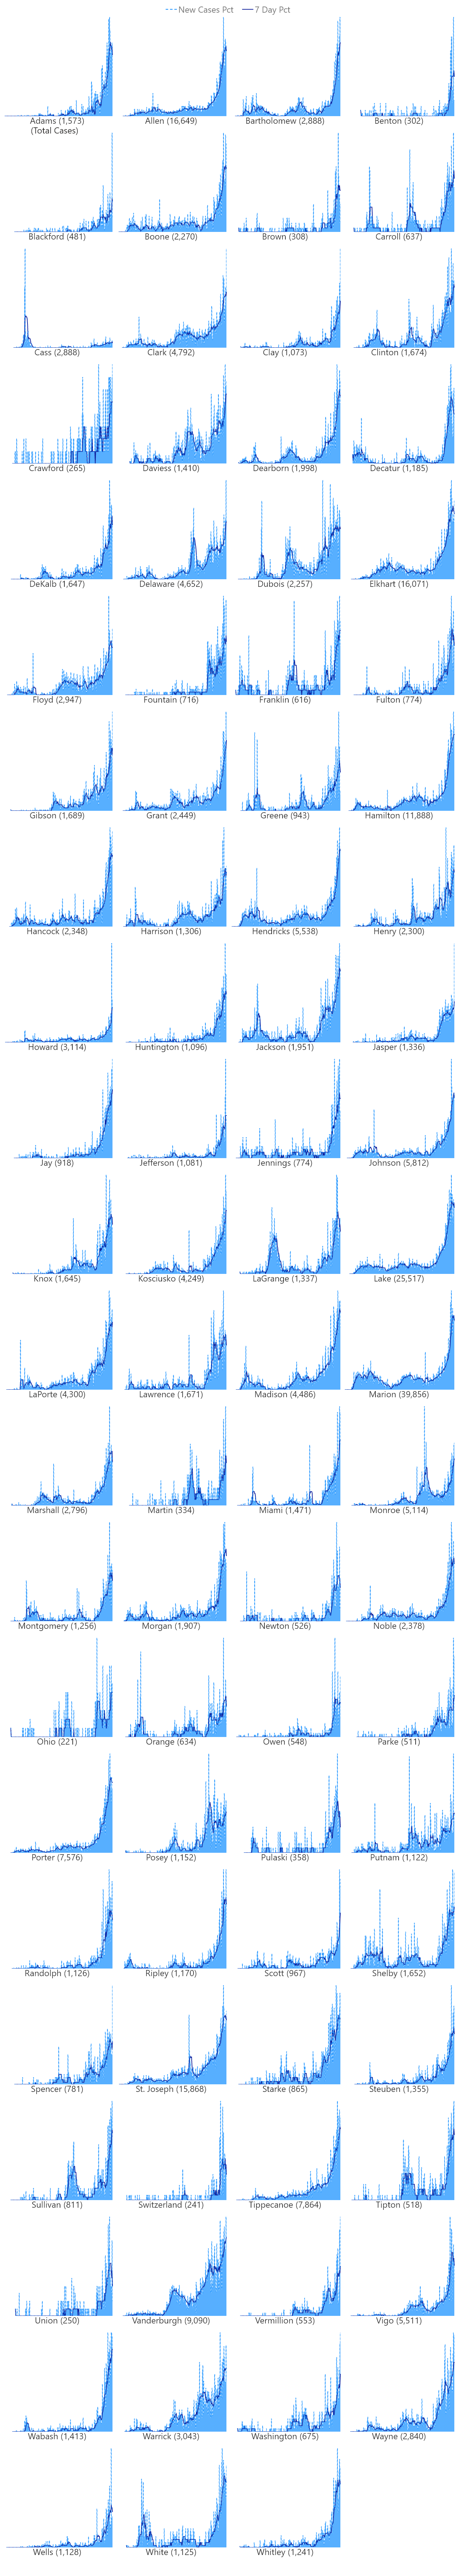 New Cases Pct 7 Day Pct
Adams (1,573) Allen (16,649) Bartholomew (2,888) Benton (302)
(Total Cases)
Blackford (481) Boone (2,270) Brown (308) Carroll (637)
Cass (2,888) Clark (4,792) Clay (1,073) Clinton (1,674)
Crawford (265) Daviess (1,410) Dearborn (1,998) Decatur (1,185)
DeKalb (1,647) Delaware (4,652) Dubois (2,257) Elkhart (16,071)
Floyd (2,947) Fountain (716) Franklin (616) Fulton (774)
Gibson (1,689) Grant (2,449) Greene (943) Hamilton (11,888)
Hancock (2,348) Harrison (1,306) Hendricks (5,538) Henry (2,300)
Howard (3,114) Huntington (1,096) Jackson (1,951) Jasper (1,336)
Jay (918) Jefferson (1,081) Jennings (774) Johnson (5,812)
Knox (1,645) Kosciusko (4,249) LaGrange (1,337) Lake (25,517)
LaPorte (4,300) Lawrence (1,671) Madison (4,486) Marion (39,856)
Marshall (2,796) Martin (334) Miami (1,471) Monroe (5,114)
Montgomery (1,256) Morgan (1,907) Newton (526) Noble (2,378)
Ohio (221) Orange (634) Owen (548) Parke (511)
Porter (7,576) Posey (1,152) Pulaski (358) Putnam (1,122)
Randolph (1,126) Ripley (1,170) Scott (967) Shelby (1,652)
Spencer (781) St. Joseph (15,868) Starke (865) Steuben (1,355)
Sullivan (811) Switzerland (241) Tippecanoe (7,864) Tipton (518)
Union (250) Vanderburgh (9,090) Vermillion (553) Vigo (5,511)
Wabash (1,413) Warrick (3,043) Washington (675) Wayne (2,840)
Wells (1,128) White (1,125) Whitley (1,241)